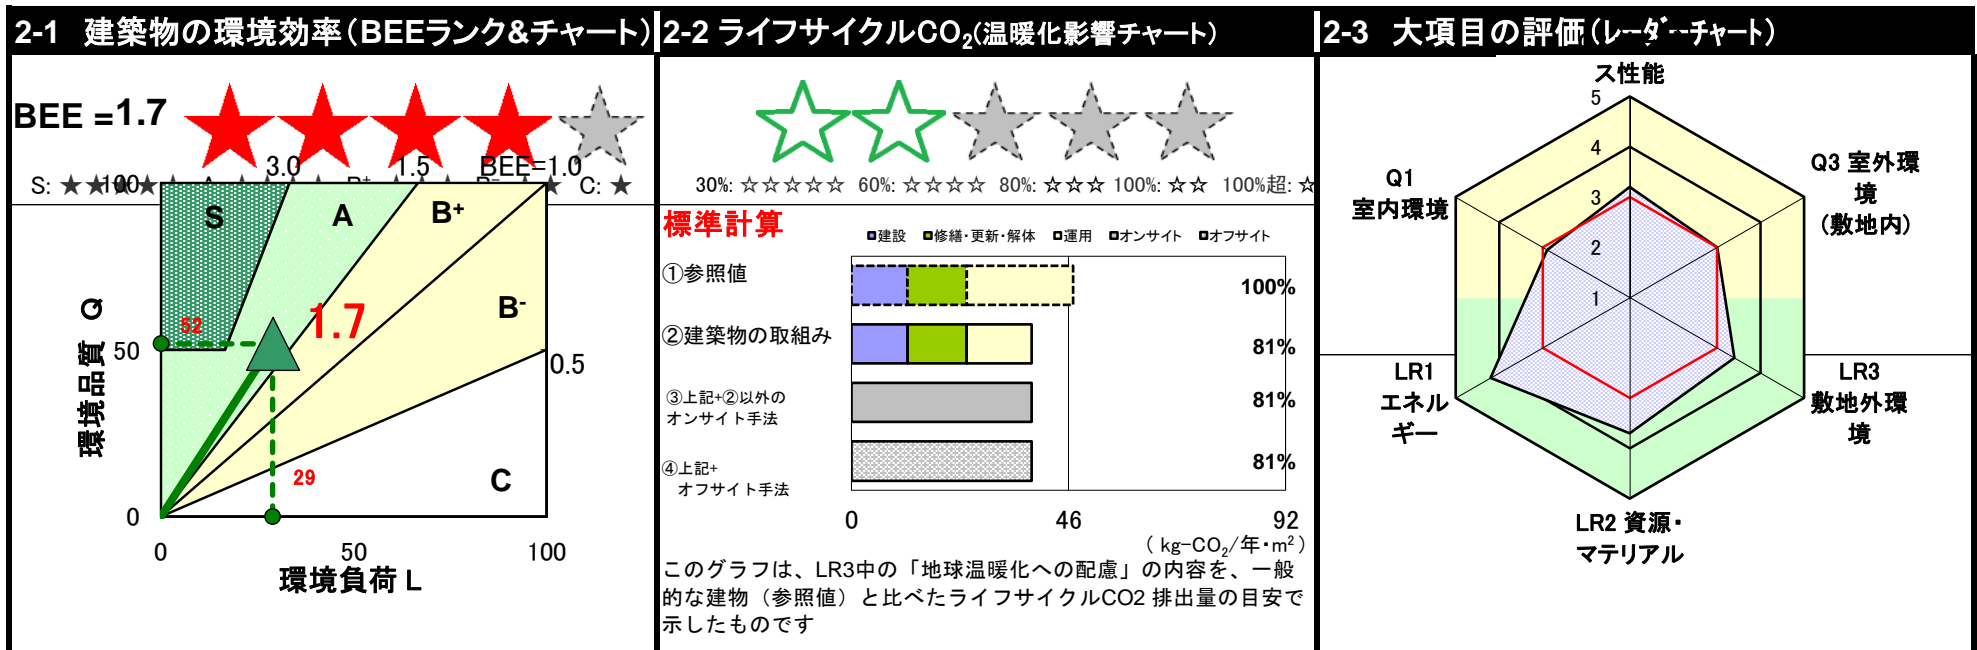 2-1 建築物の環境効率(BEEランク&チャート)
BEE =1.7
3.0 1.5 BEE=1.0
S: ★★★★★ B⁺ B⁻ ★ C: ★
100
S
A
B⁺
B⁻
C
1.7
52
50
0.5
29
0
0 50 100
環境品質 Q
環境負荷 L
2-2 ライフサイクルCO₂(温暖化影響チャート)
30%: ☆☆☆☆☆ 60%: ☆☆☆☆ 80%: ☆☆☆ 100%: ☆☆ 100%超: ☆
標準計算
建設 修繕・更新・解体 運用 オンサイト オフサイト
①参照値 100%
②建築物の取組み 81%
③上記+②以外の
オンサイト手法 81%
④上記+
オフサイト手法 81%
0 46 92
( kg-CO₂/年・m² )
このグラフは、LR3中の「地球温暖化への配慮」の内容を、一般
的な建物(参照値)と比べたライフサイクルCO2 排出量の目安で
示したものです
2-3 大項目の評価(レーダーチャート)
ス性能
5
4
3
2
1
Q1
室内環境
Q3 室外環
境
(敷地内)
LR1
エネル
ギー
LR3
敷地外環
境
LR2 資源・
マテリアル